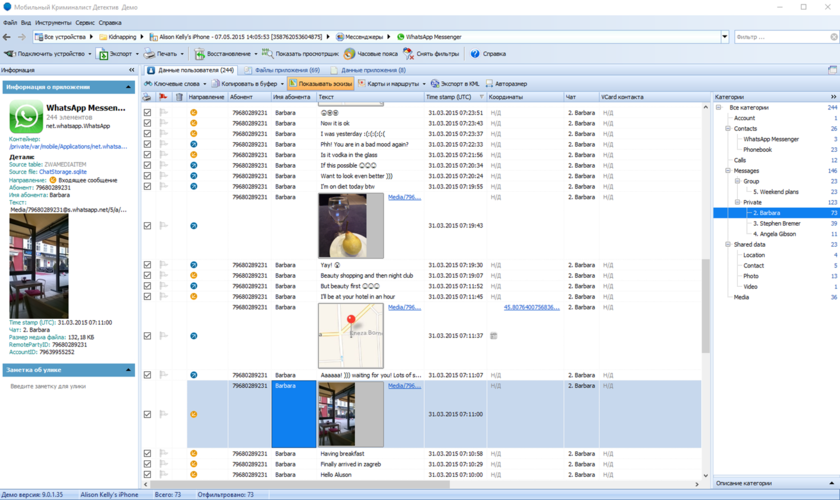 Мобильный Криминалист Детектив Демо
Файл Вид Инструменты Сервис Справка
Все устройства Kidnapping Alison Kelly's iPhone - 07.05.2015 14:05:53 [358762053604875] Мессенджеры WhatsApp Messenger Фильтр ...
Подключить устройство Экспорт Печать Восстановление Показать просмотрщик Часовые пояса Снять фильтры Справка
Информация
Данные пользователя (244) Файлы приложения (69) Данные приложения (8)
Информация о приложении
Ключевые слова Копировать в буфер Показывать эскизы Карты и маршруты Экспорт в KML Авторазмер
WhatsApp Messen...
244 элементов
net.whatsapp.WhatsApp
Контейнер:
/private/var/mobile/Applications/net.whatsa...
Детали:
Source table: ZWAMEDIAITEM
Source file: ChatStorage.sqlite
Направление: Входящее сообщение
Абонент: 79680289231
Имя абонента: Barbara
Текст:
Media/79680289231@s.whatsapp.net/5/a/...
Time stamp (UTC): 31.03.2015 07:11:00
Чат: 2. Barbara
Размер медиа файла: 132,18 KB
RemotePartyID: 79680289231
AccountID: 79639955252
Заметка об улике
Введите заметку для улики
Направление Абонент Имя абонента Текст Time stamp (UTC) Координаты Чат VCard контакта
79680289231 Barbara 😊😊😊 31.03.2015 07:23:51 Н/Д 2. Barbara Н/Д
79680289231 Barbara Now it is ok 31.03.2015 07:23:43 Н/Д 2. Barbara Н/Д
79680289231 Barbara I was yesterday :(:(:(:( 31.03.2015 07:23:37 Н/Д 2. Barbara Н/Д
79680289231 Barbara Phh! You are in a bad mood again? 31.03.2015 07:22:33 Н/Д 2. Barbara Н/Д
79680289231 Barbara Is it vodka in the glass 31.03.2015 07:21:56 Н/Д 2. Barbara Н/Д
79680289231 Barbara If this possible 😊😊😊 31.03.2015 07:20:34 Н/Д 2. Barbara Н/Д
79680289231 Barbara Want to look even better ))) 31.03.2015 07:20:24 Н/Д 2. Barbara Н/Д
79680289231 Barbara I'm on diet today btw 31.03.2015 07:19:55 Н/Д 2. Barbara Н/Д
79680289231 Barbara Media/796... 31.03.2015 07:19:43 Н/Д 2. Barbara Н/Д
79680289231 Barbara Yay! 😲 31.03.2015 07:19:30 Н/Д 2. Barbara Н/Д
79680289231 Barbara Beauty shopping and then night club 31.03.2015 07:19:07 Н/Д 2. Barbara Н/Д
79680289231 Barbara But beauty first 😊😊😊 31.03.2015 07:11:52 Н/Д 2. Barbara Н/Д
79680289231 Barbara I'll be at your hotel in an hour 31.03.2015 07:11:45 Н/Д 2. Barbara Н/Д
79680289231 Barbara Media/796... 31.03.2015 07:11:37 45.8076400756836... 2. Barbara Н/Д
79680289231 Barbara Aaaaaa! ))) waiting for you! Lots of s... 31.03.2015 07:11:07 Н/Д 2. Barbara Н/Д
79680289231 Barbara Media/796... 31.03.2015 07:11:00 Н/Д 2. Barbara Н/Д
79680289231 Barbara Having breakfast 31.03.2015 07:10:58 Н/Д 2. Barbara Н/Д
79680289231 Barbara Finally arrived in zagreb 31.03.2015 07:10:29 Н/Д 2. Barbara Н/Д
79680289231 Barbara Hello Aluson 31.03.2015 07:10:00 Н/Д 2. Barbara Н/Д
Категории
Все категории 244
Account 1
Contacts 26
WhatsApp Messenger 3
Phonebook 23
Calls 12
Messages 146
Group 23
5. Weekend plans 23
Private 123
2. Barbara 73
3. Stephen Bremer 39
4. Angela Gibson 11
Shared data 23
Location 4
Contact 5
Photo 13
Video 1
Media 36
Описание категории
Демо версия: 9.0.1.35 Alison Kelly's iPhone Всего: 73 Отфильтровано: 73